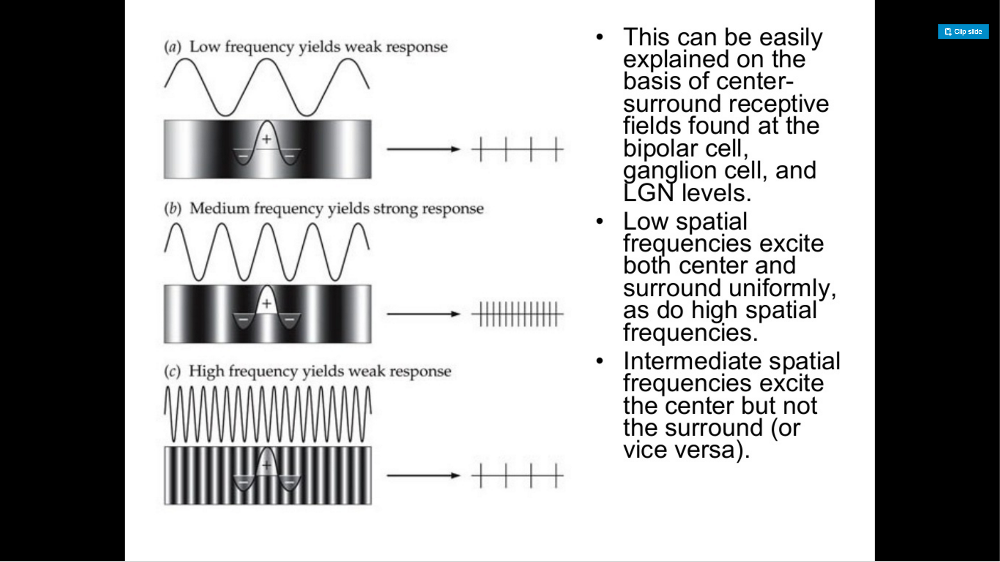 (a) Low frequency yields weak response
+
– –
(b) Medium frequency yields strong response
+
– –
(c) High frequency yields weak response
+
– –
• This can be easily
explained on the
basis of center-
surround receptive
fields found at the
bipolar cell,
ganglion cell, and
LGN levels.
• Low spatial
frequencies excite
both center and
surround uniformly,
as do high spatial
frequencies.
• Intermediate spatial
frequencies excite
the center but not
the surround (or
vice versa).
Clip slide